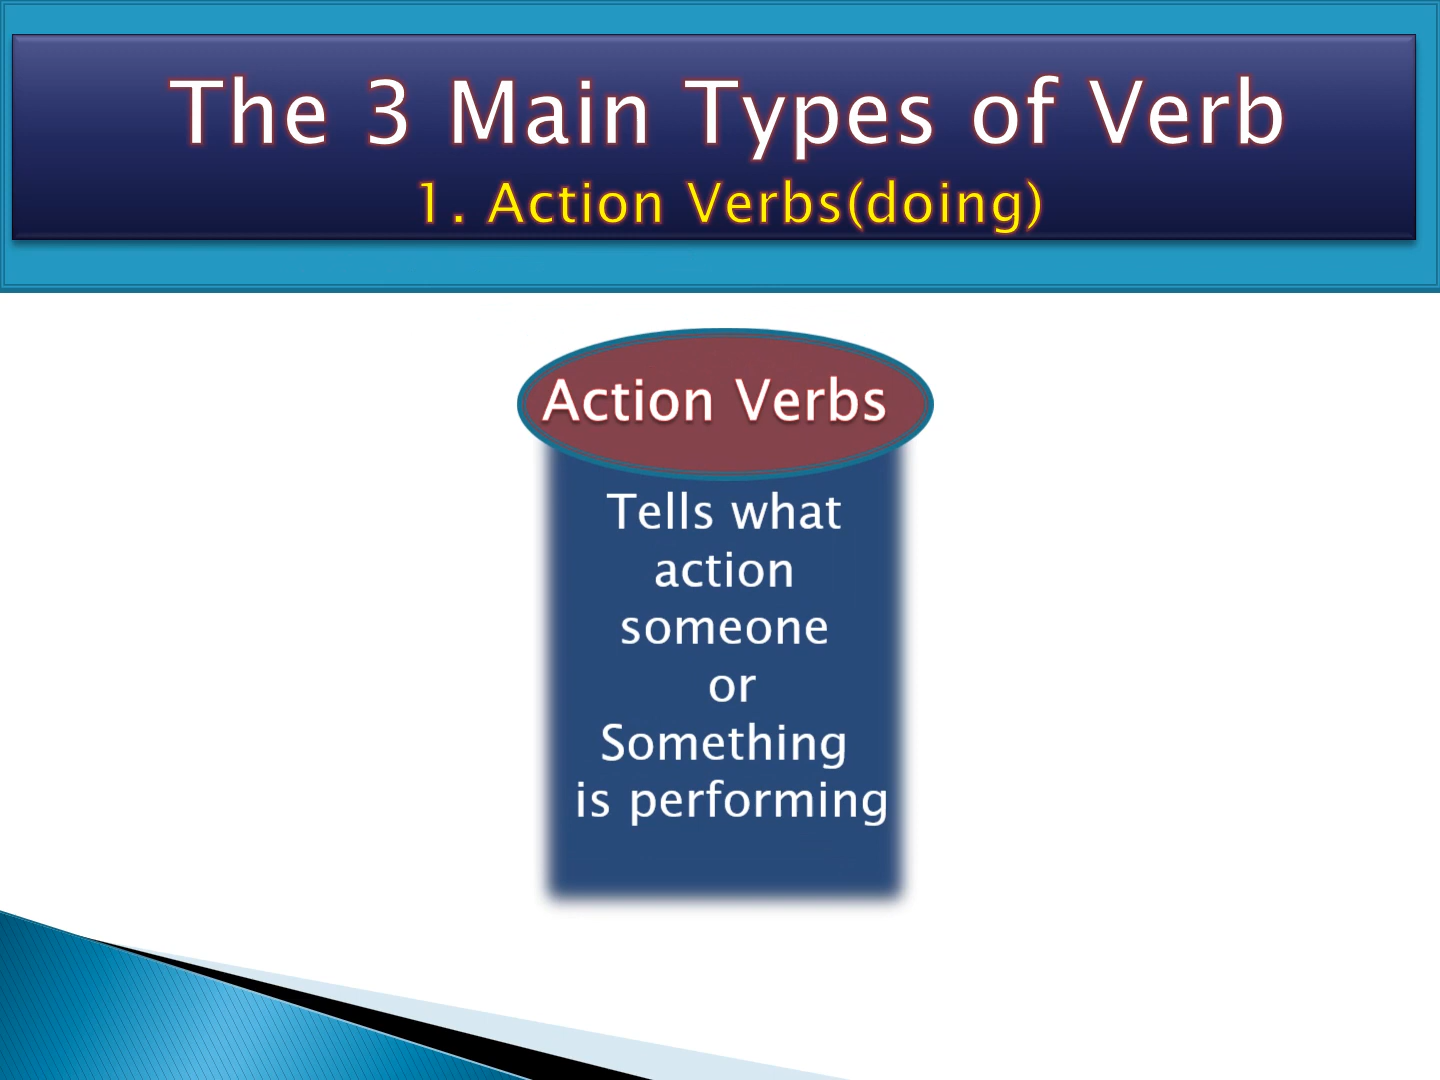 The 3 Main Types of Verb
1. Action Verbs(doing)
Action Verbs
Tells what
action
someone
or
Something
is performing